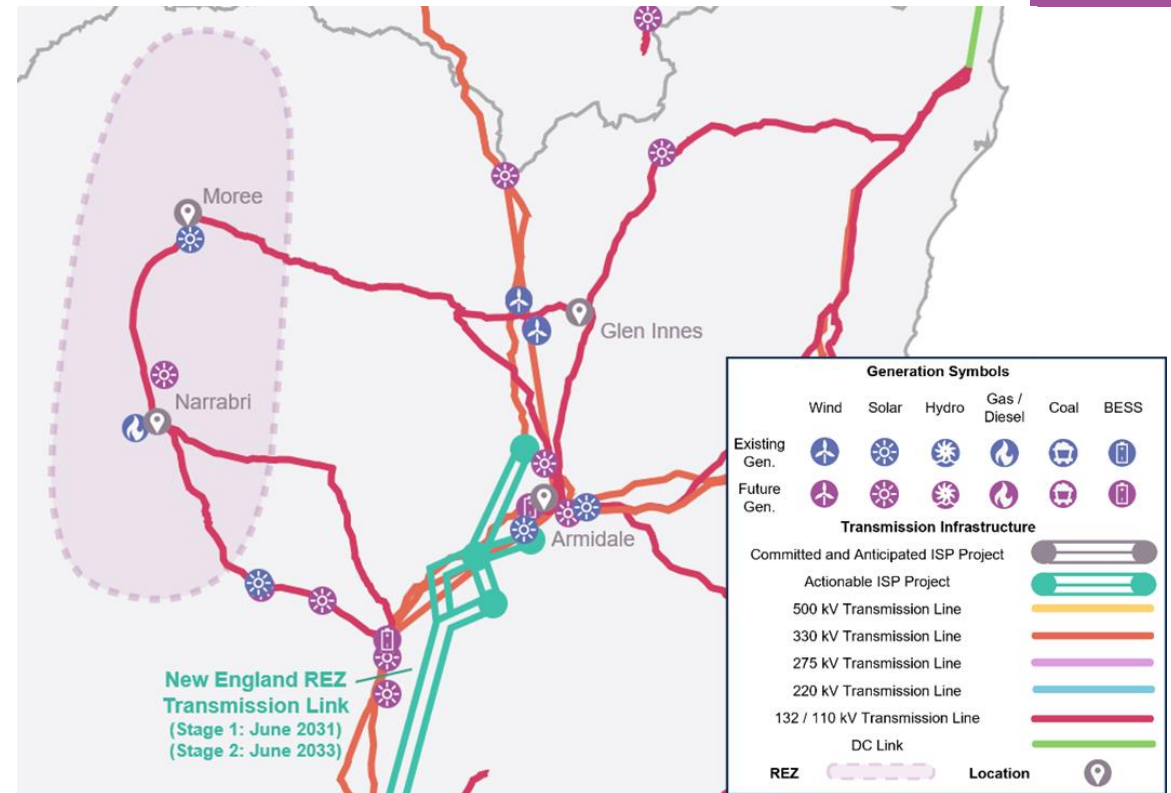 Moree
Glen Innes
Narrabri
Armidale
New England REZ
Transmission Link
(Stage 1: June 2031)
(Stage 2: June 2033)
Generation Symbols
Wind Solar Hydro Gas / Diesel Coal BESS
Existing Gen.
Future Gen.
Transmission Infrastructure
Committed and Anticipated ISP Project
Actionable ISP Project
500 kV Transmission Line
330 kV Transmission Line
275 kV Transmission Line
220 kV Transmission Line
132 / 110 kV Transmission Line
DC Link
REZ Location